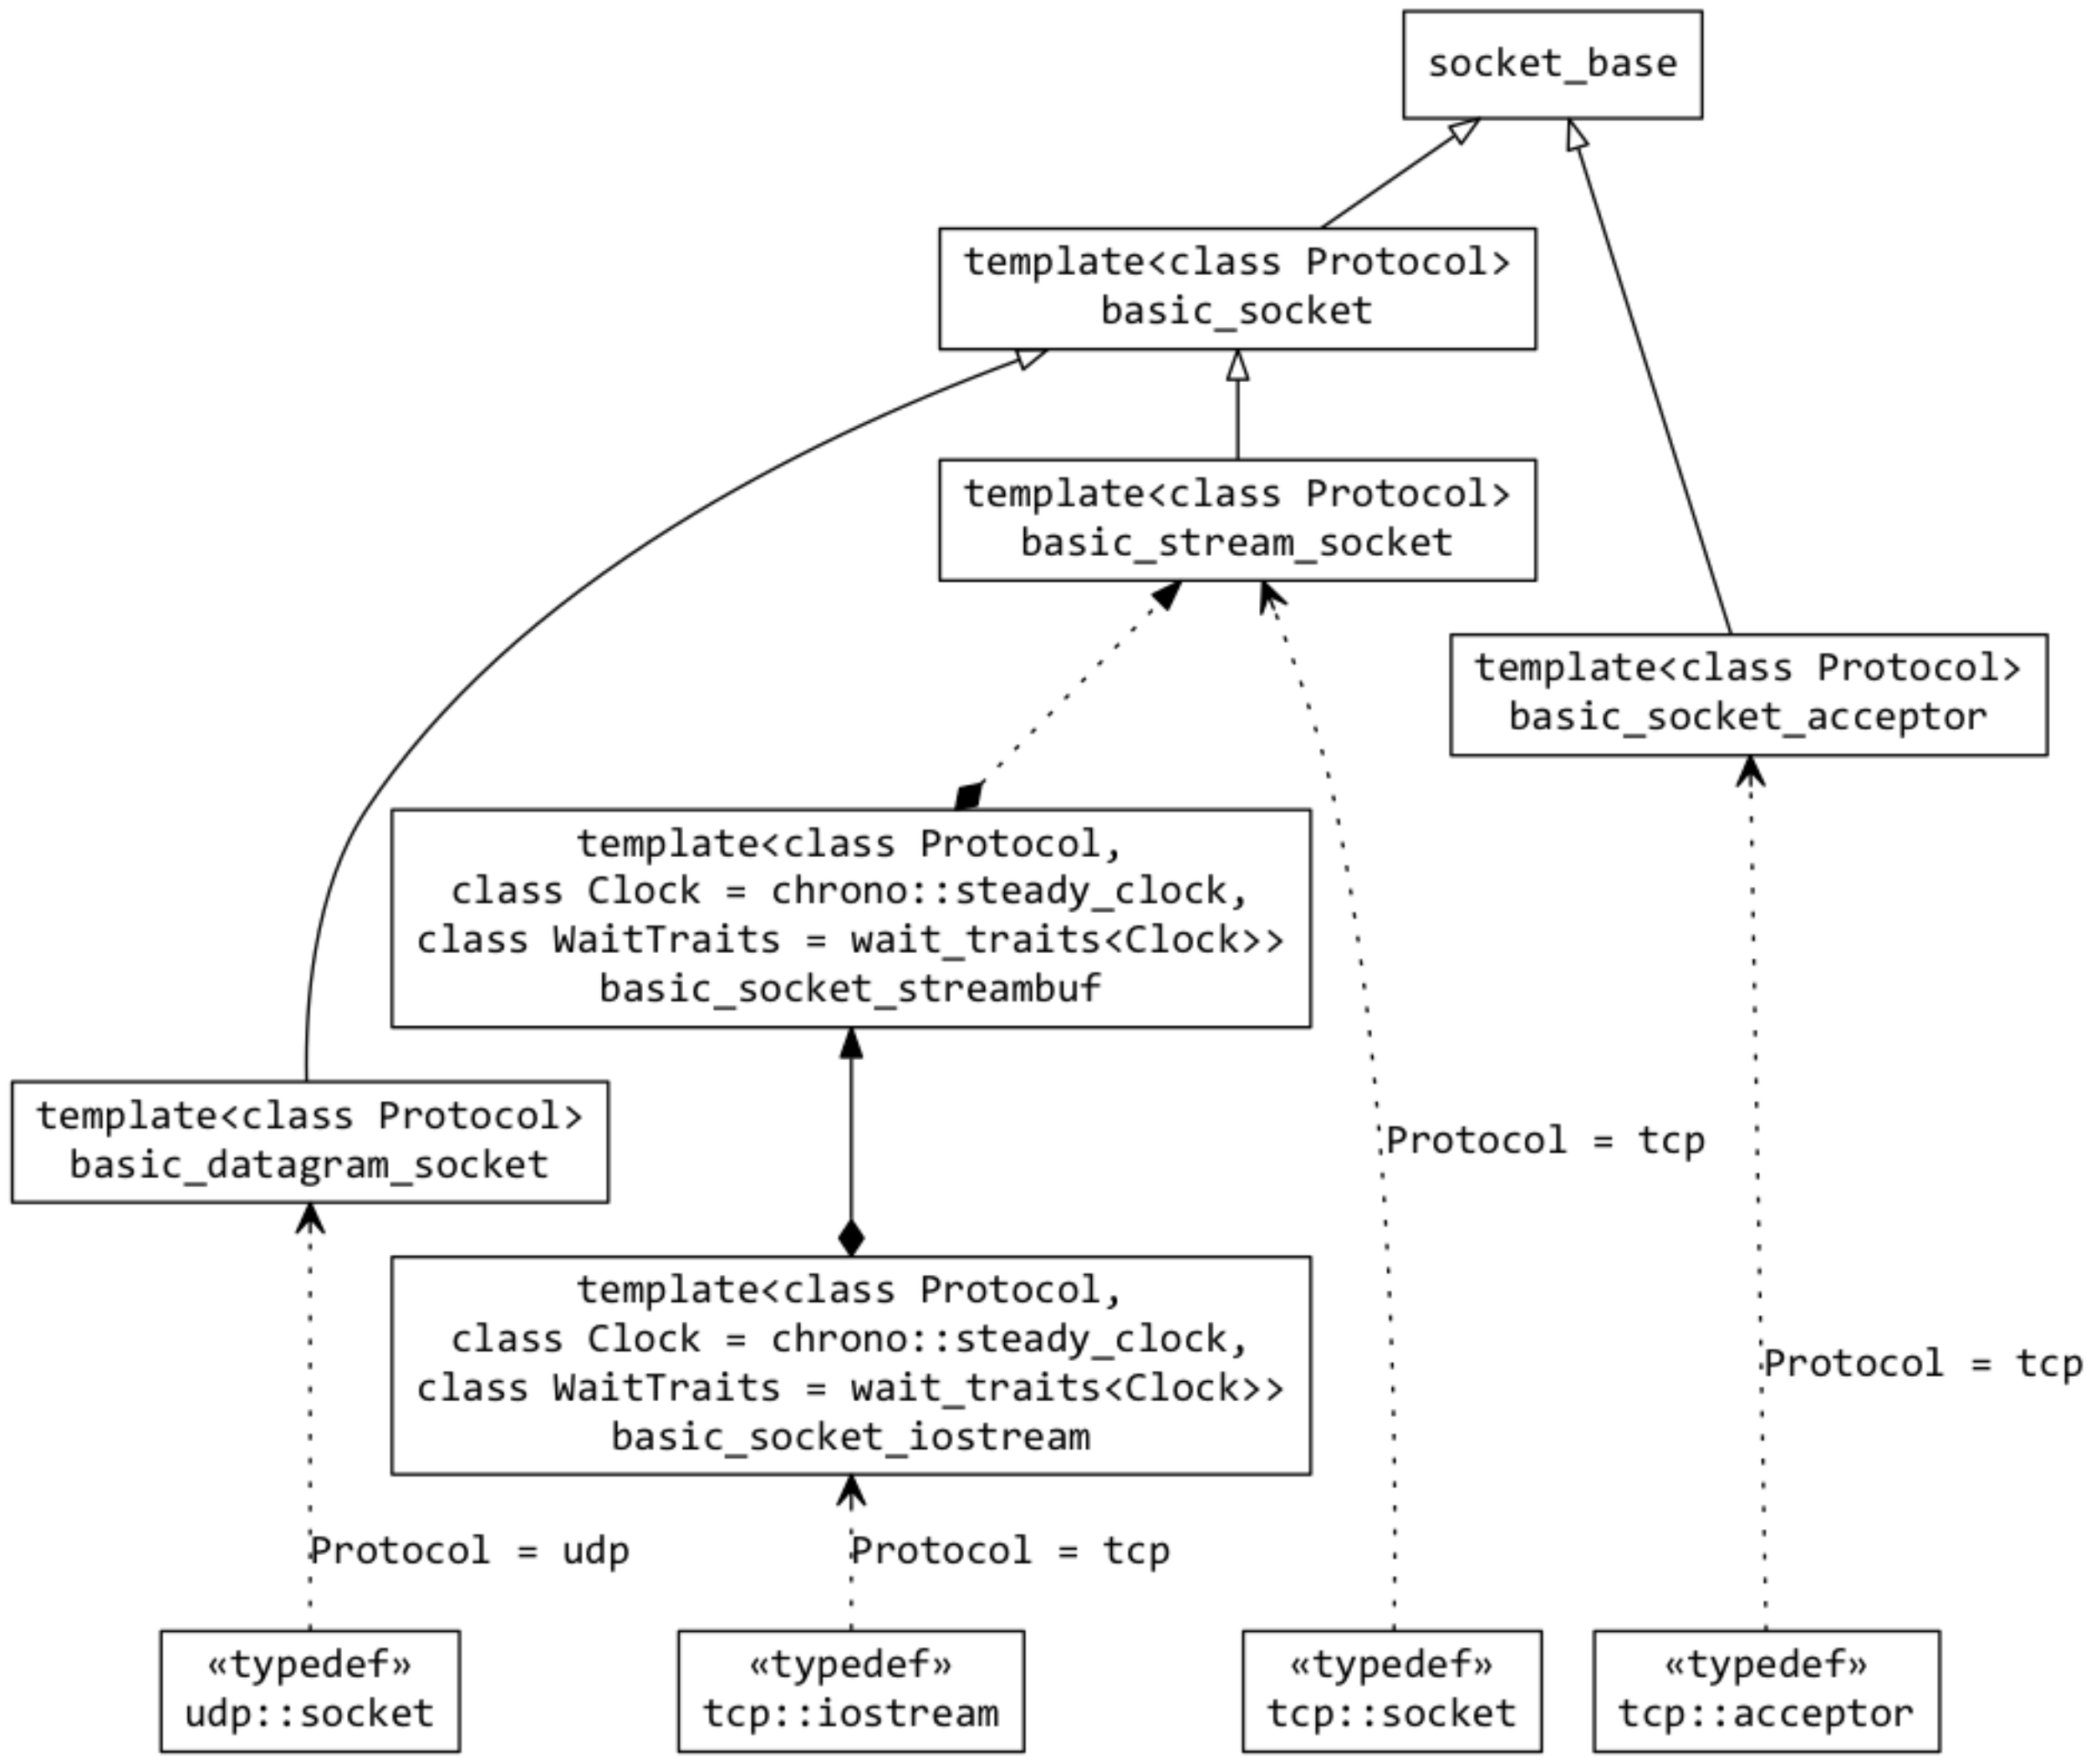 socket_base
template<class Protocol>
basic_socket
template<class Protocol>
basic_stream_socket
template<class Protocol>
basic_socket_acceptor
template<class Protocol,
class Clock = chrono::steady_clock,
class WaitTraits = wait_traits<Clock>>
basic_socket_streambuf
template<class Protocol>
basic_datagram_socket
Protocol = tcp
template<class Protocol,
class Clock = chrono::steady_clock,
class WaitTraits = wait_traits<Clock>>
basic_socket_iostream
Protocol = tcp
Protocol = udp
Protocol = tcp
«typedef»
udp::socket
«typedef»
tcp::iostream
«typedef»
tcp::socket
«typedef»
tcp::acceptor